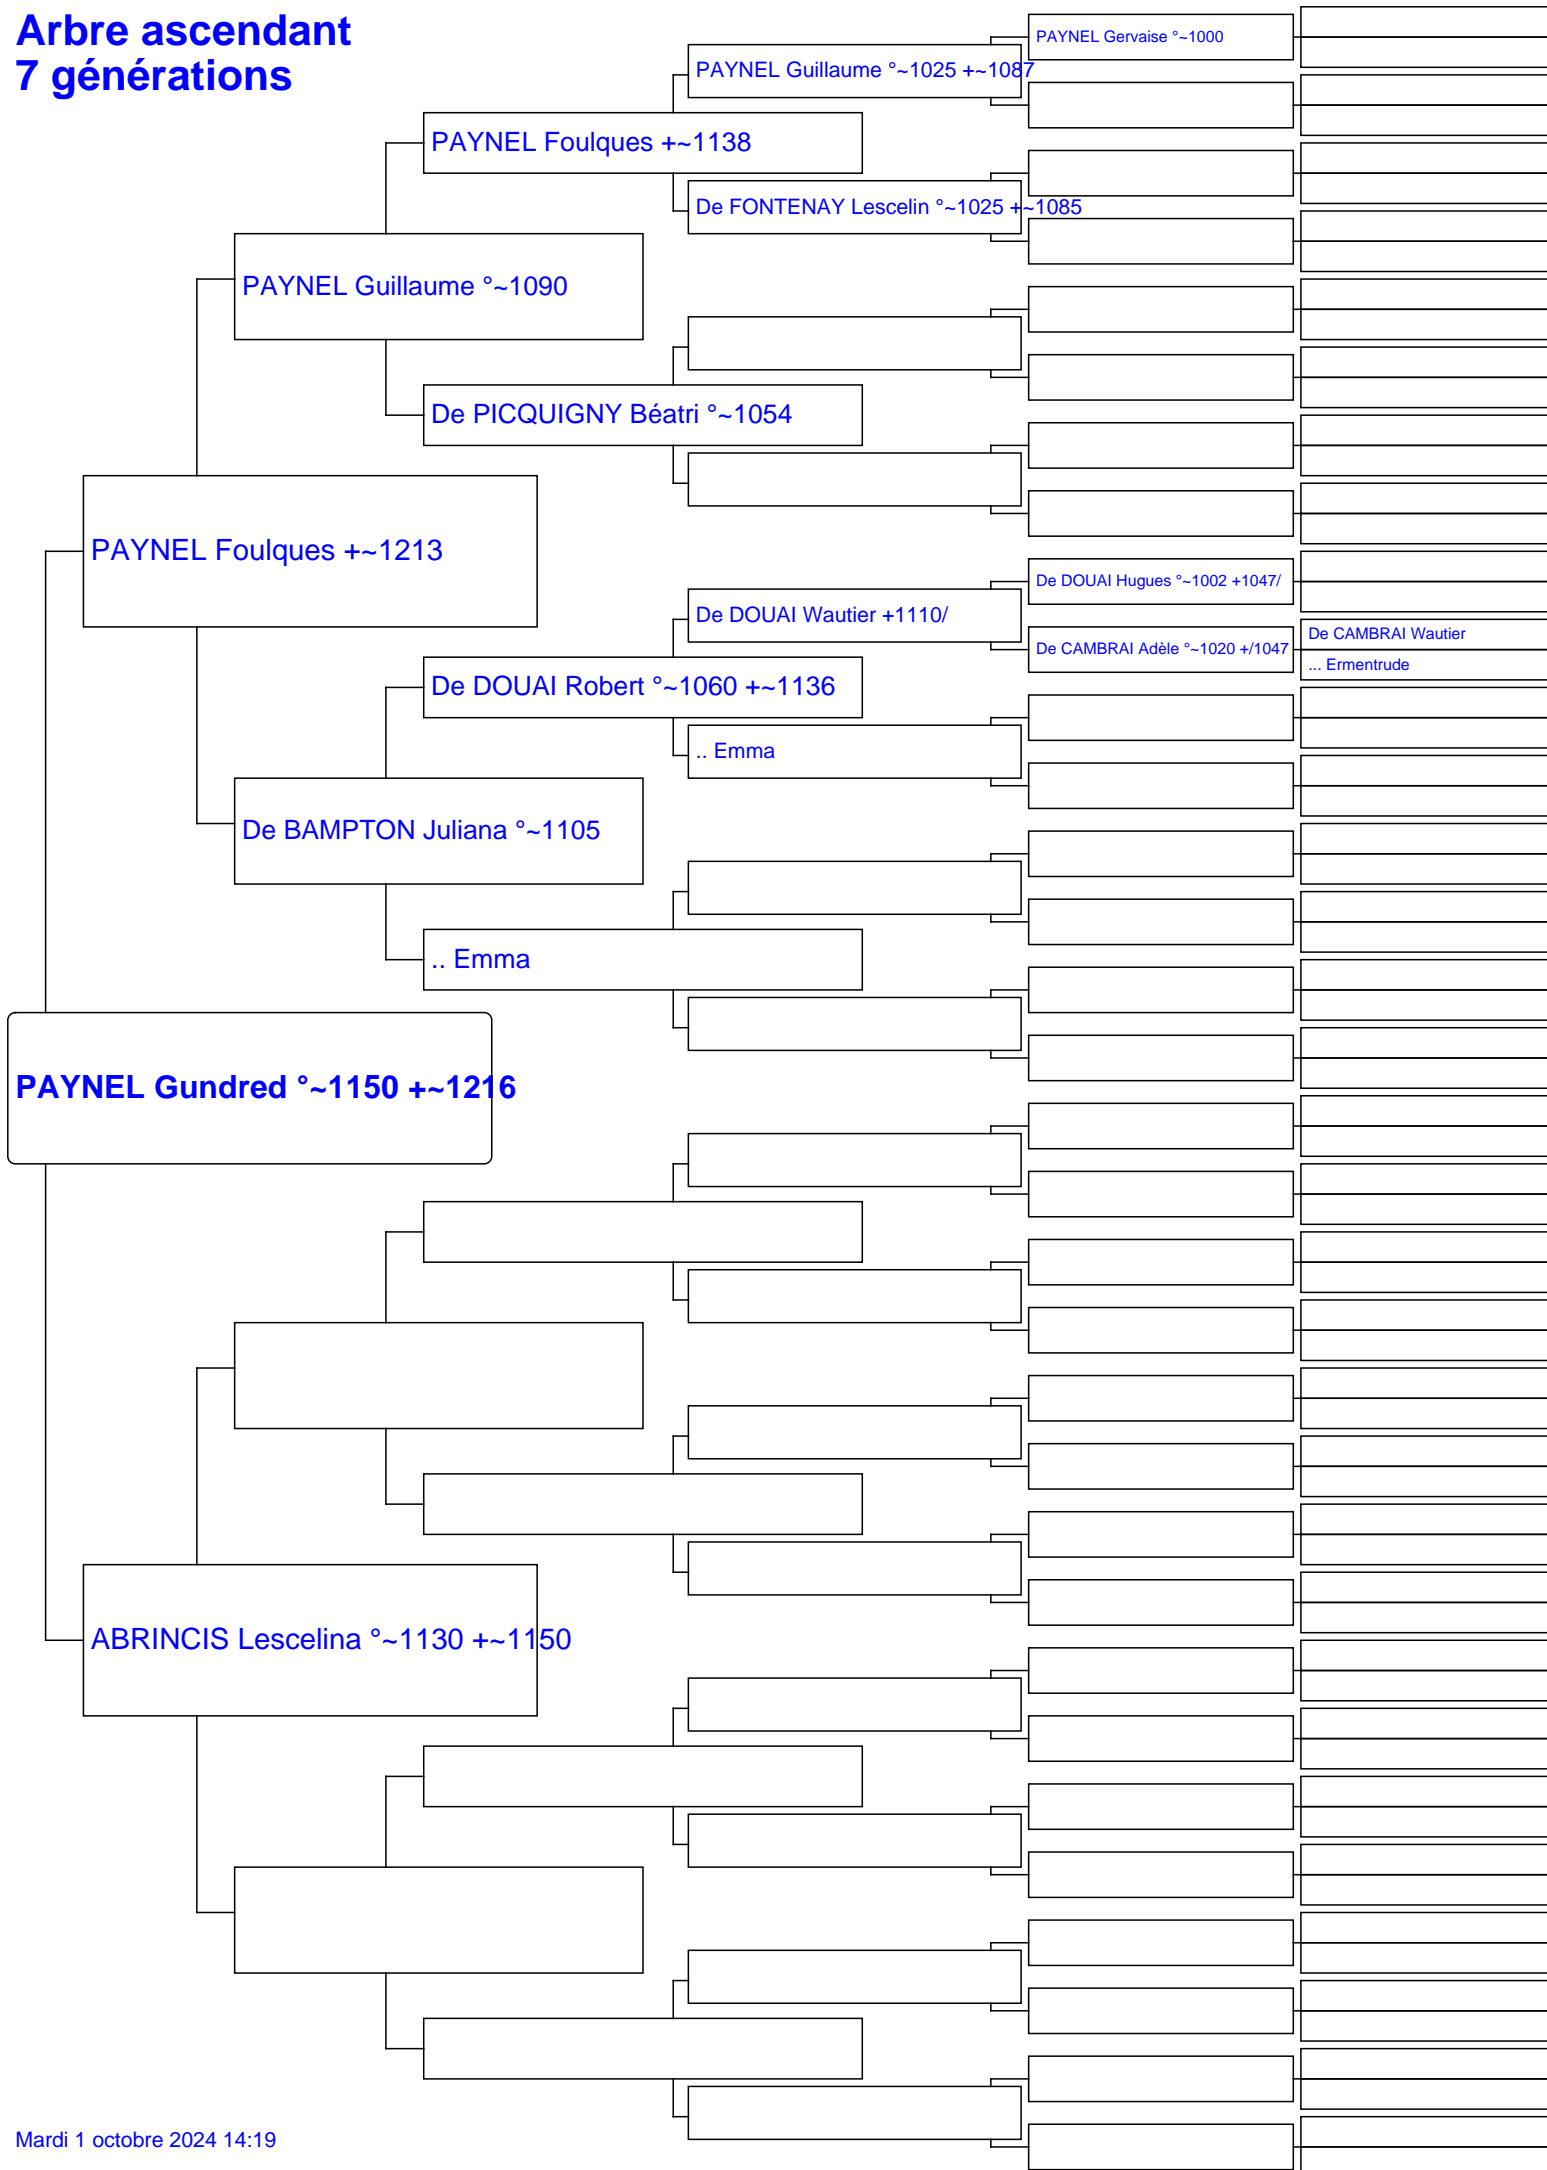 Arbre ascendant
7 générations
PAYNEL Gervaise °~1000
PAYNEL Guillaume °~1025 +~1087
PAYNEL Foulques +~1138
De FONTENAY Lescelin °~1025 +~1085
PAYNEL Guillaume °~1090
De PICQUIGNY Béatri °~1054
PAYNEL Foulques +~1213
De DOUAI Hugues °~1002 +1047/
De DOUAI Wautier +1110/
De CAMBRAI Wautier
De CAMBRAI Adèle °~1020 +/1047
... Ermentrude
De DOUAI Robert °~1060 +~1136
.. Emma
De BAMPTON Juliana °~1105
.. Emma
PAYNEL Gundred °~1150 +~1216
ABRINCIS Lescelina °~1130 +~1150
Mardi 1 octobre 2024 14:19